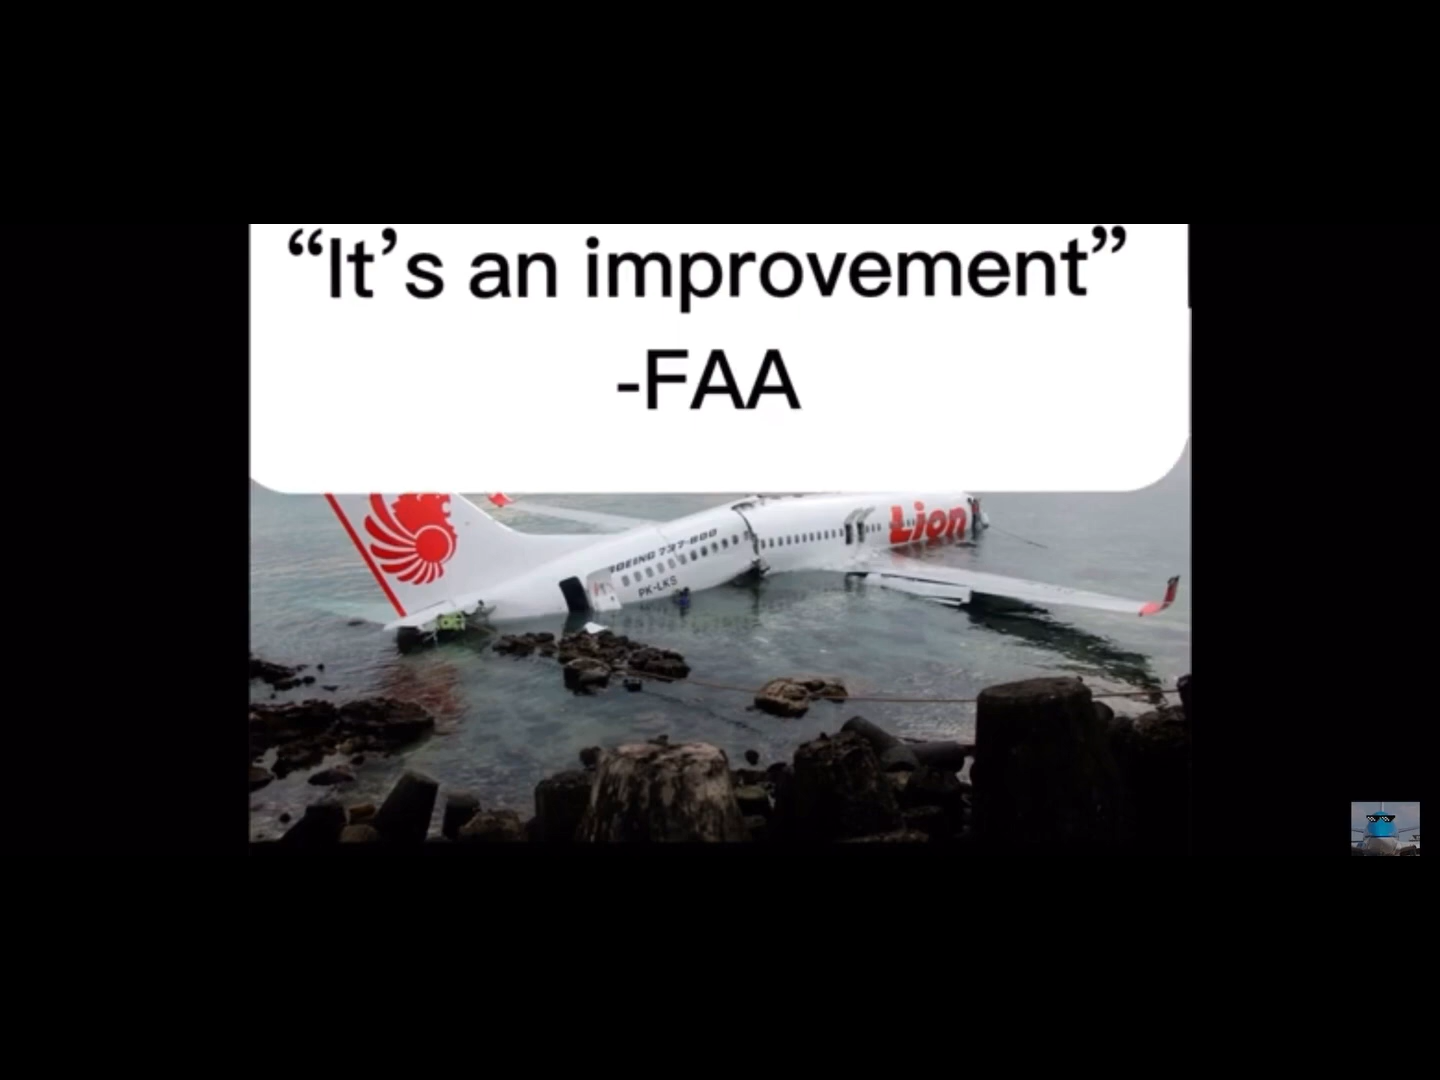 “It’s an improvement”
-FAA
Lion
BOEING 737-800
PK-LKS